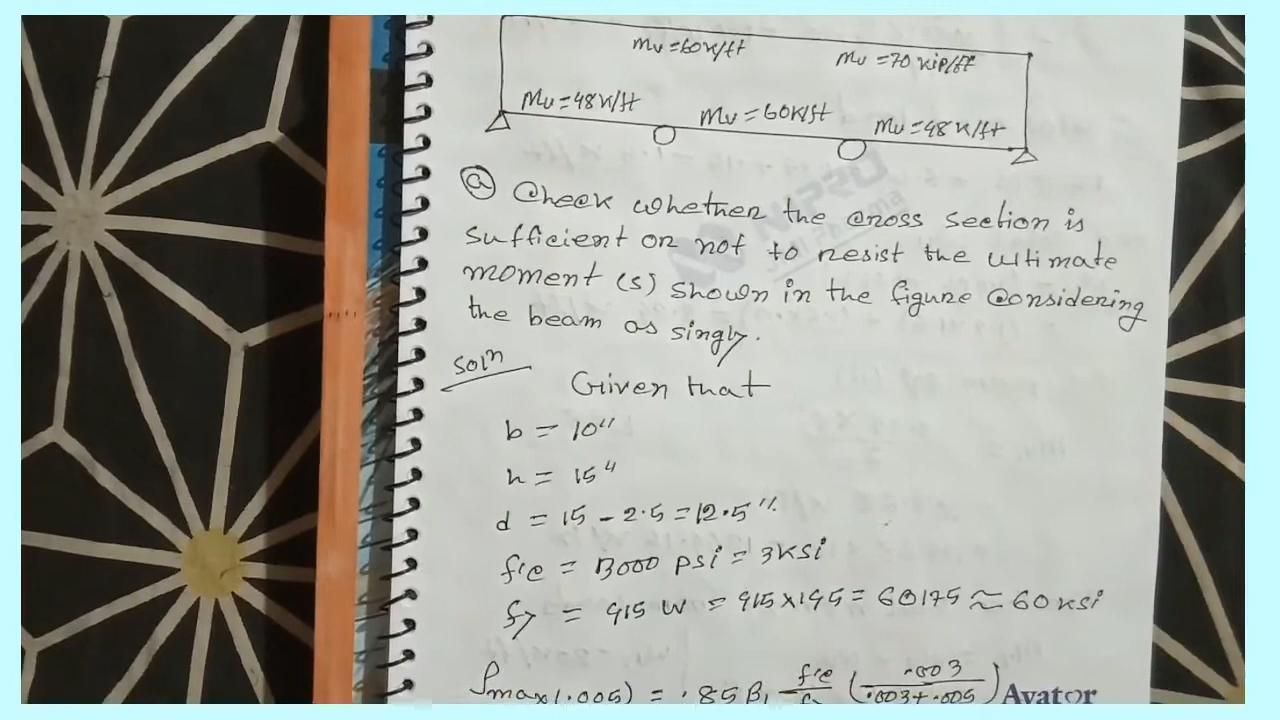 Mu = 60 k/ft
Mu = 70 kip/ft
Mu = 48 k/ft
Mu = 60 k/ft
Mu = 48 k/ft
ⓐ Check whether the cross section is
sufficient or not to resist the ultimate
moment (s) shown in the figure considering
the beam as singly.
Solⁿ
Given that
b = 10"
h = 15"
d = 15 - 2.5 = 12.5"
f'c = 3000 psi = 3 ksi
fy = 415 W = 415 × 145 = 60175 ≈ 60 ksi
ρmax(.005) = .85 β₁ f'c ( .003 / .003 + .005 )
Avator